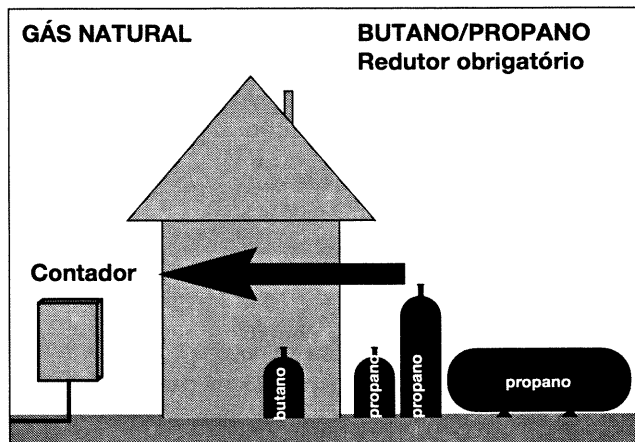 GÁS NATURAL
BUTANO/PROPANO
Redutor obrigatório
Contador
butano
propano
propano
propano